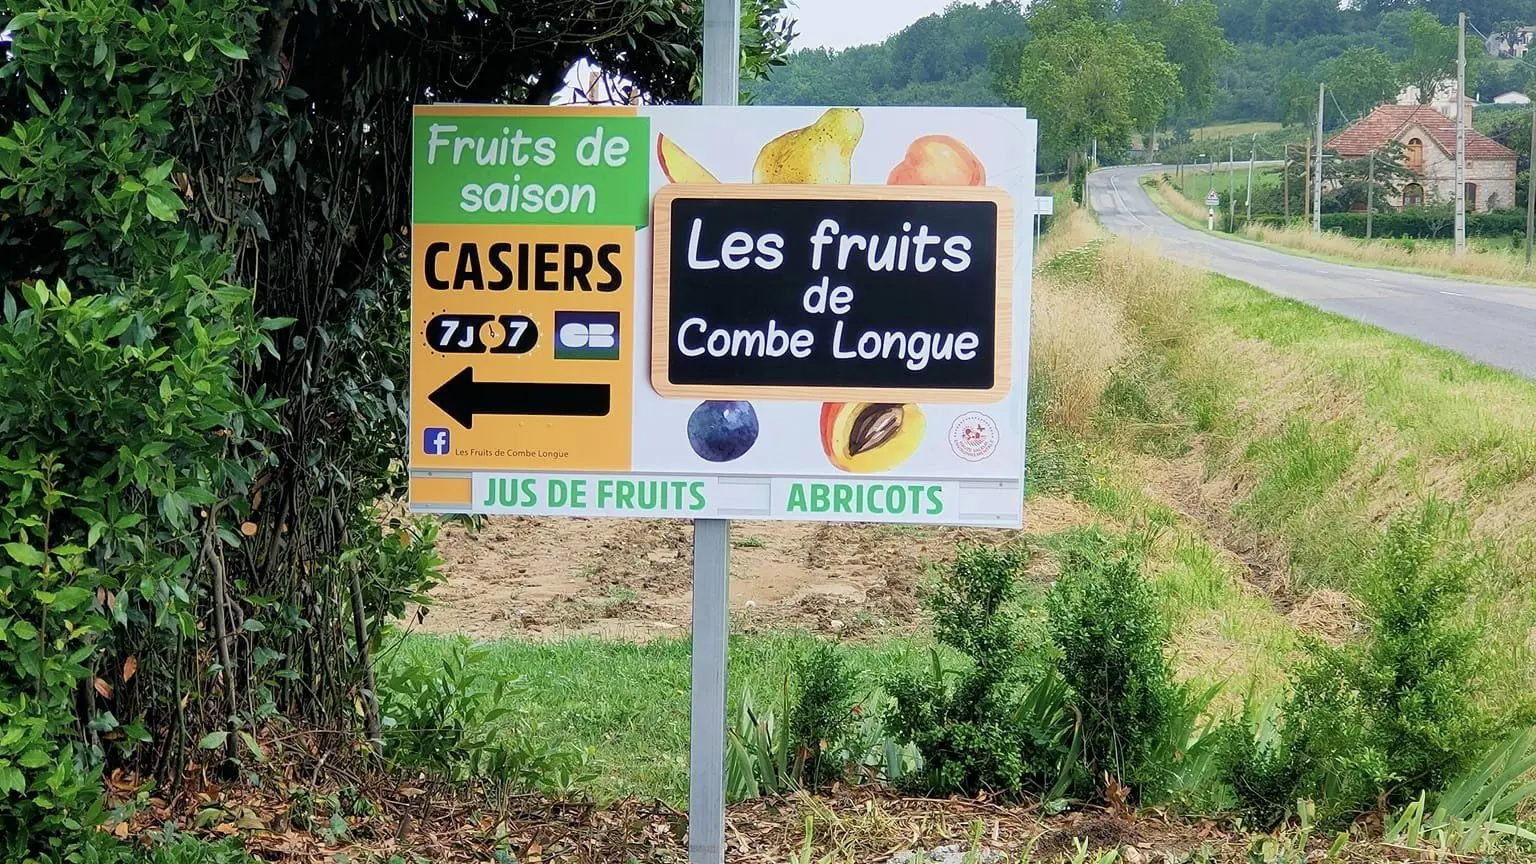 Fruits de
saison
CASIERS
7J 7
CB
Les Fruits de Combe Longue
Les fruits
de
Combe Longue
JUS DE FRUITS
ABRICOTS